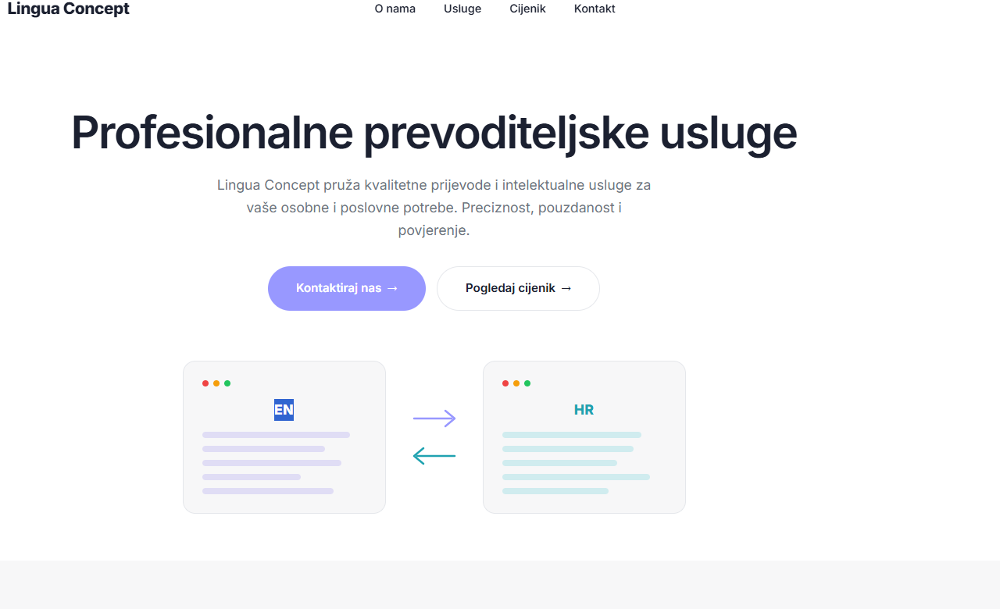 Lingua Concept
O nama Usluge Cijenik Kontakt
Profesionalne prevoditeljske usluge
Lingua Concept pruža kvalitetne prijevode i intelektualne usluge za
vaše osobne i poslovne potrebe. Preciznost, pouzdanost i
povjerenje.
Kontaktiraj nas →
Pogledaj cijenik →
EN
HR